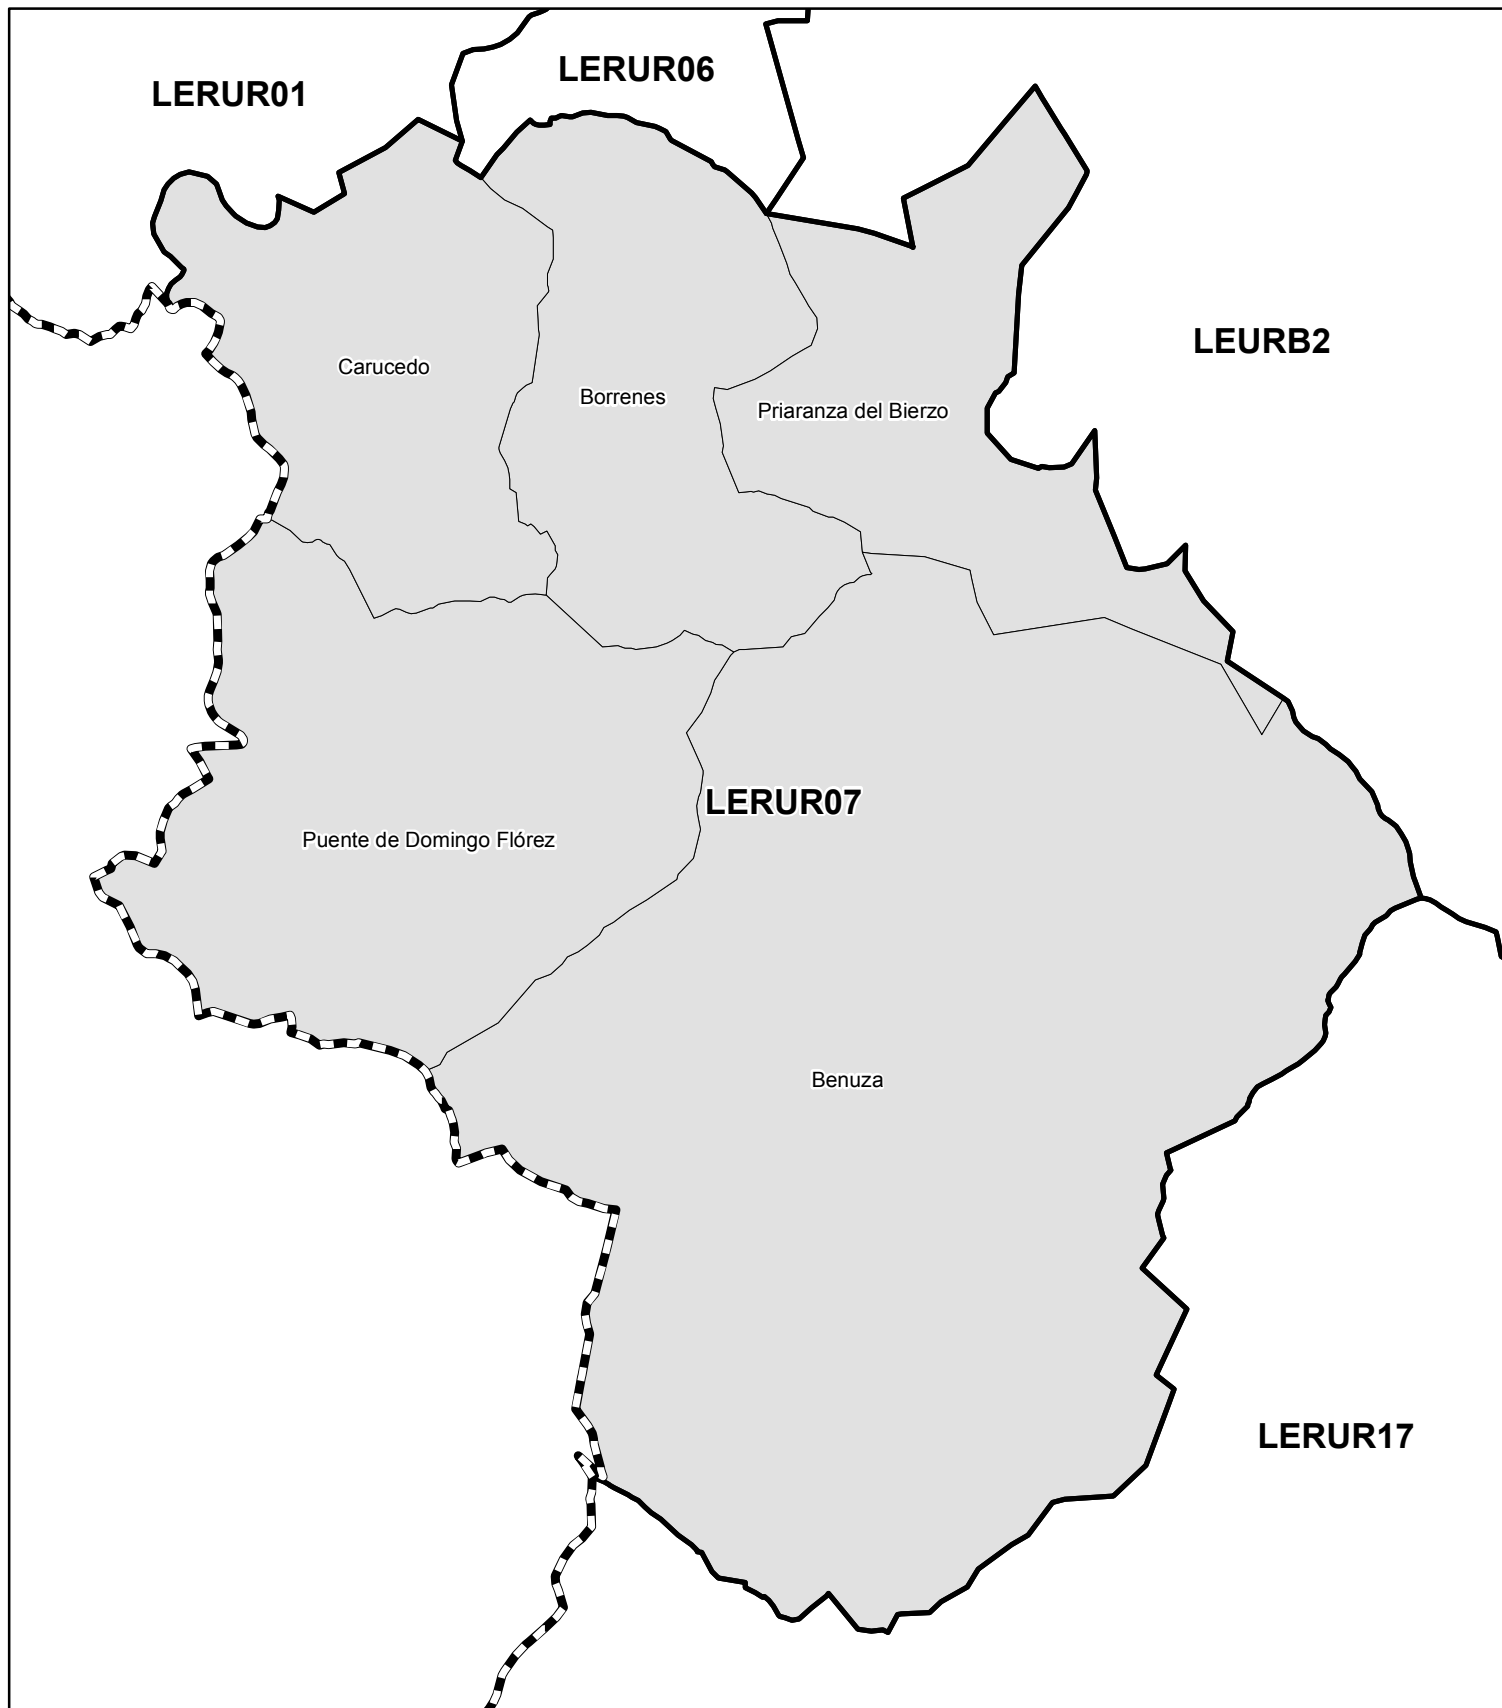 LERUR06
LERUR01
LEURB2
Carucedo
Borrenes
Priaranza del Bierzo
LERUR07
Puente de Domingo Flórez
Benuza
LERUR17